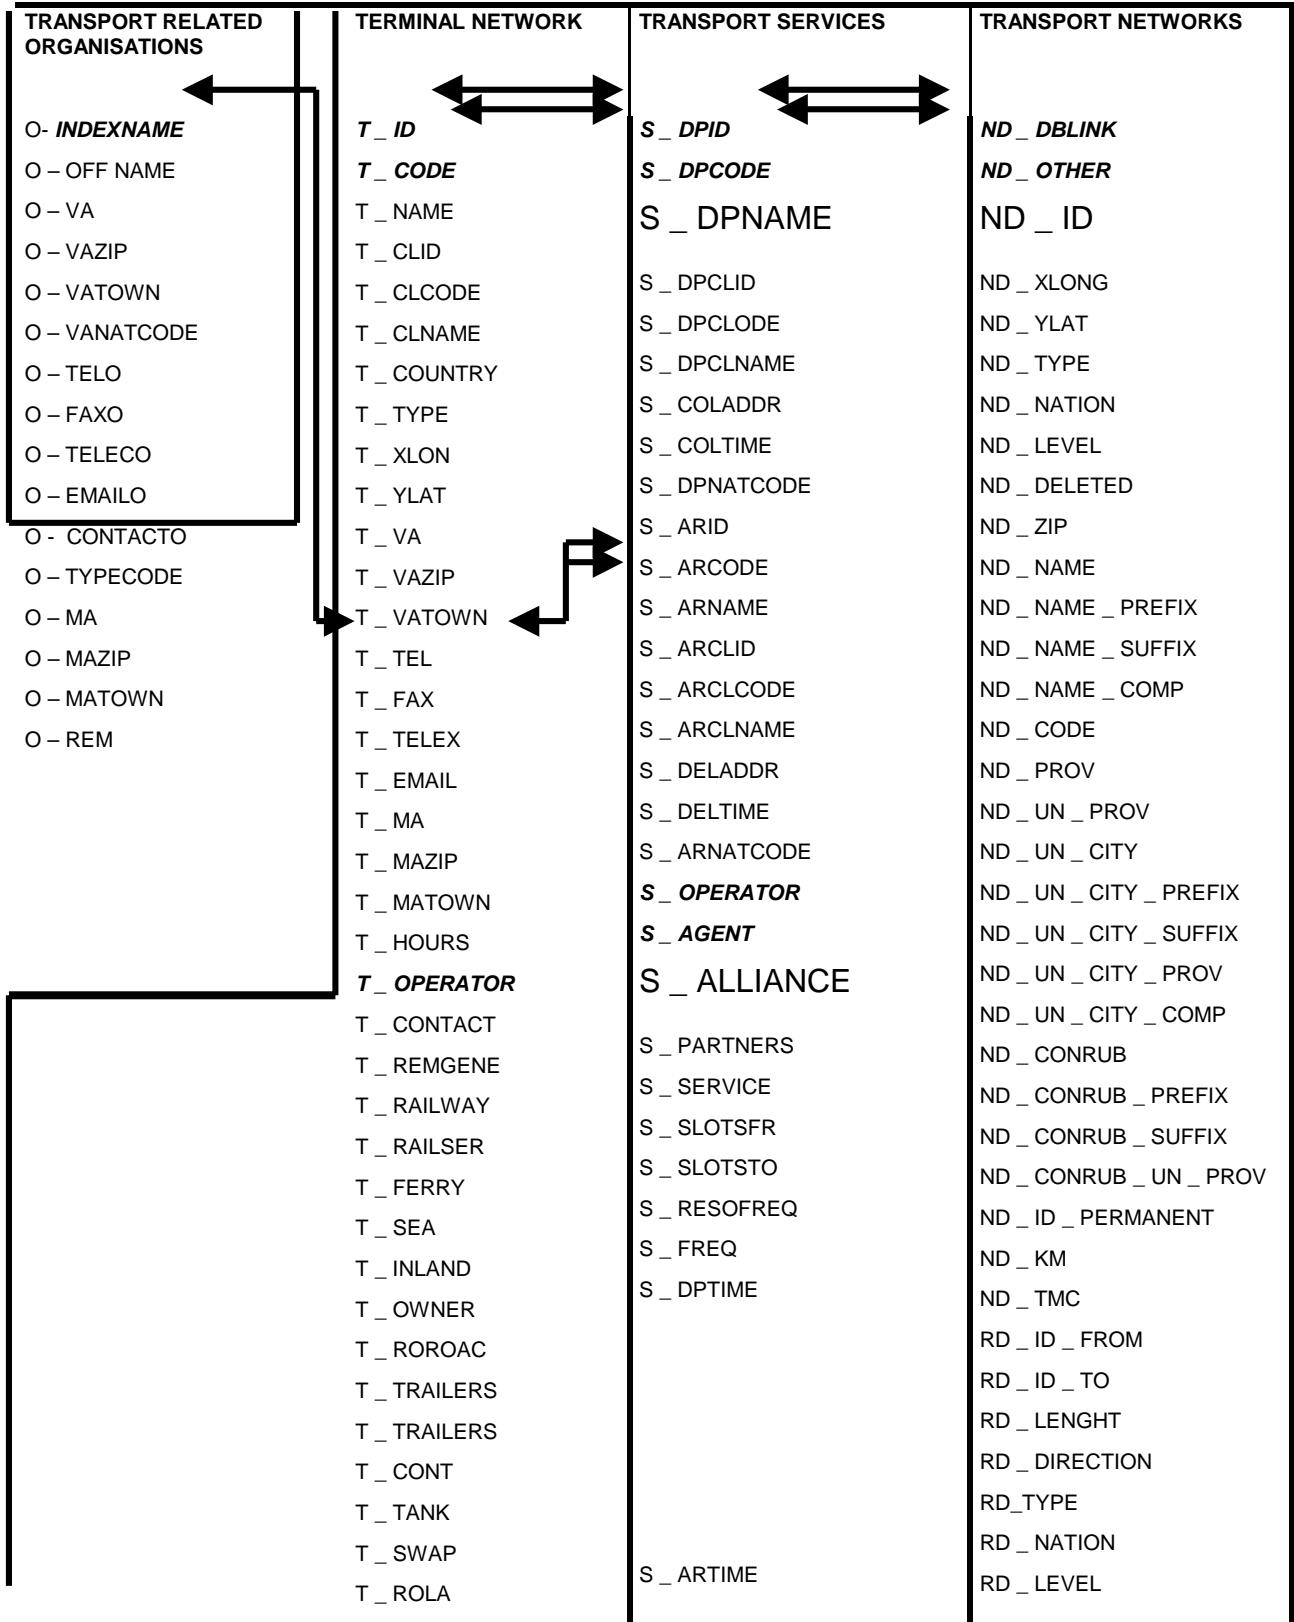 TRANSPORT RELATED
ORGANISATIONS
O- INDEXNAME
O – OFF NAME
O – VA
O – VAZIP
O – VATOWN
O – VANATCODE
O – TELO
O – FAXO
O – TELECO
O – EMAILO
O - CONTACTO
O – TYPECODE
O – MA
O – MAZIP
O – MATOWN
O – REM
TERMINAL NETWORK
T _ ID
T _ CODE
T _ NAME
T _ CLID
T _ CLCODE
T _ CLNAME
T _ COUNTRY
T _ TYPE
T _ XLON
T _ YLAT
T _ VA
T _ VAZIP
T _ VATOWN
T _ TEL
T _ FAX
T _ TELEX
T _ EMAIL
T _ MA
T _ MAZIP
T _ MATOWN
T _ HOURS
T _ OPERATOR
T _ CONTACT
T _ REMGENE
T _ RAILWAY
T _ RAILSER
T _ FERRY
T _ SEA
T _ INLAND
T _ OWNER
T _ ROROAC
T _ TRAILERS
T _ TRAILERS
T _ CONT
T _ TANK
T _ SWAP
T _ ROLA
TRANSPORT SERVICES
S _ DPID
S _ DPCODE
S _ DPNAME
S _ DPCLID
S _ DPCLODE
S _ DPCLNAME
S _ COLADDR
S _ COLTIME
S _ DPNATCODE
S _ ARID
S _ ARCODE
S _ ARNAME
S _ ARCLID
S _ ARCLCODE
S _ ARCLNAME
S _ DELADDR
S _ DELTIME
S _ ARNATCODE
S _ OPERATOR
S _ AGENT
S _ ALLIANCE
S _ PARTNERS
S _ SERVICE
S _ SLOTSFR
S _ SLOTSTO
S _ RESOFREQ
S _ FREQ
S _ DPTIME
S _ ARTIME
TRANSPORT NETWORKS
ND _ DBLINK
ND _ OTHER
ND _ ID
ND _ XLONG
ND _ YLAT
ND _ TYPE
ND _ NATION
ND _ LEVEL
ND _ DELETED
ND _ ZIP
ND _ NAME
ND _ NAME _ PREFIX
ND _ NAME _ SUFFIX
ND _ NAME _ COMP
ND _ CODE
ND _ PROV
ND _ UN _ PROV
ND _ UN _ CITY
ND _ UN _ CITY _ PREFIX
ND _ UN _ CITY _ SUFFIX
ND _ UN _ CITY _ PROV
ND _ UN _ CITY _ COMP
ND _ CONRUB
ND _ CONRUB _ PREFIX
ND _ CONRUB _ SUFFIX
ND _ CONRUB _ UN _ PROV
ND _ ID _ PERMANENT
ND _ KM
ND _ TMC
RD _ ID _ FROM
RD _ ID _ TO
RD _ LENGHT
RD _ DIRECTION
RD_TYPE
RD _ NATION
RD _ LEVEL